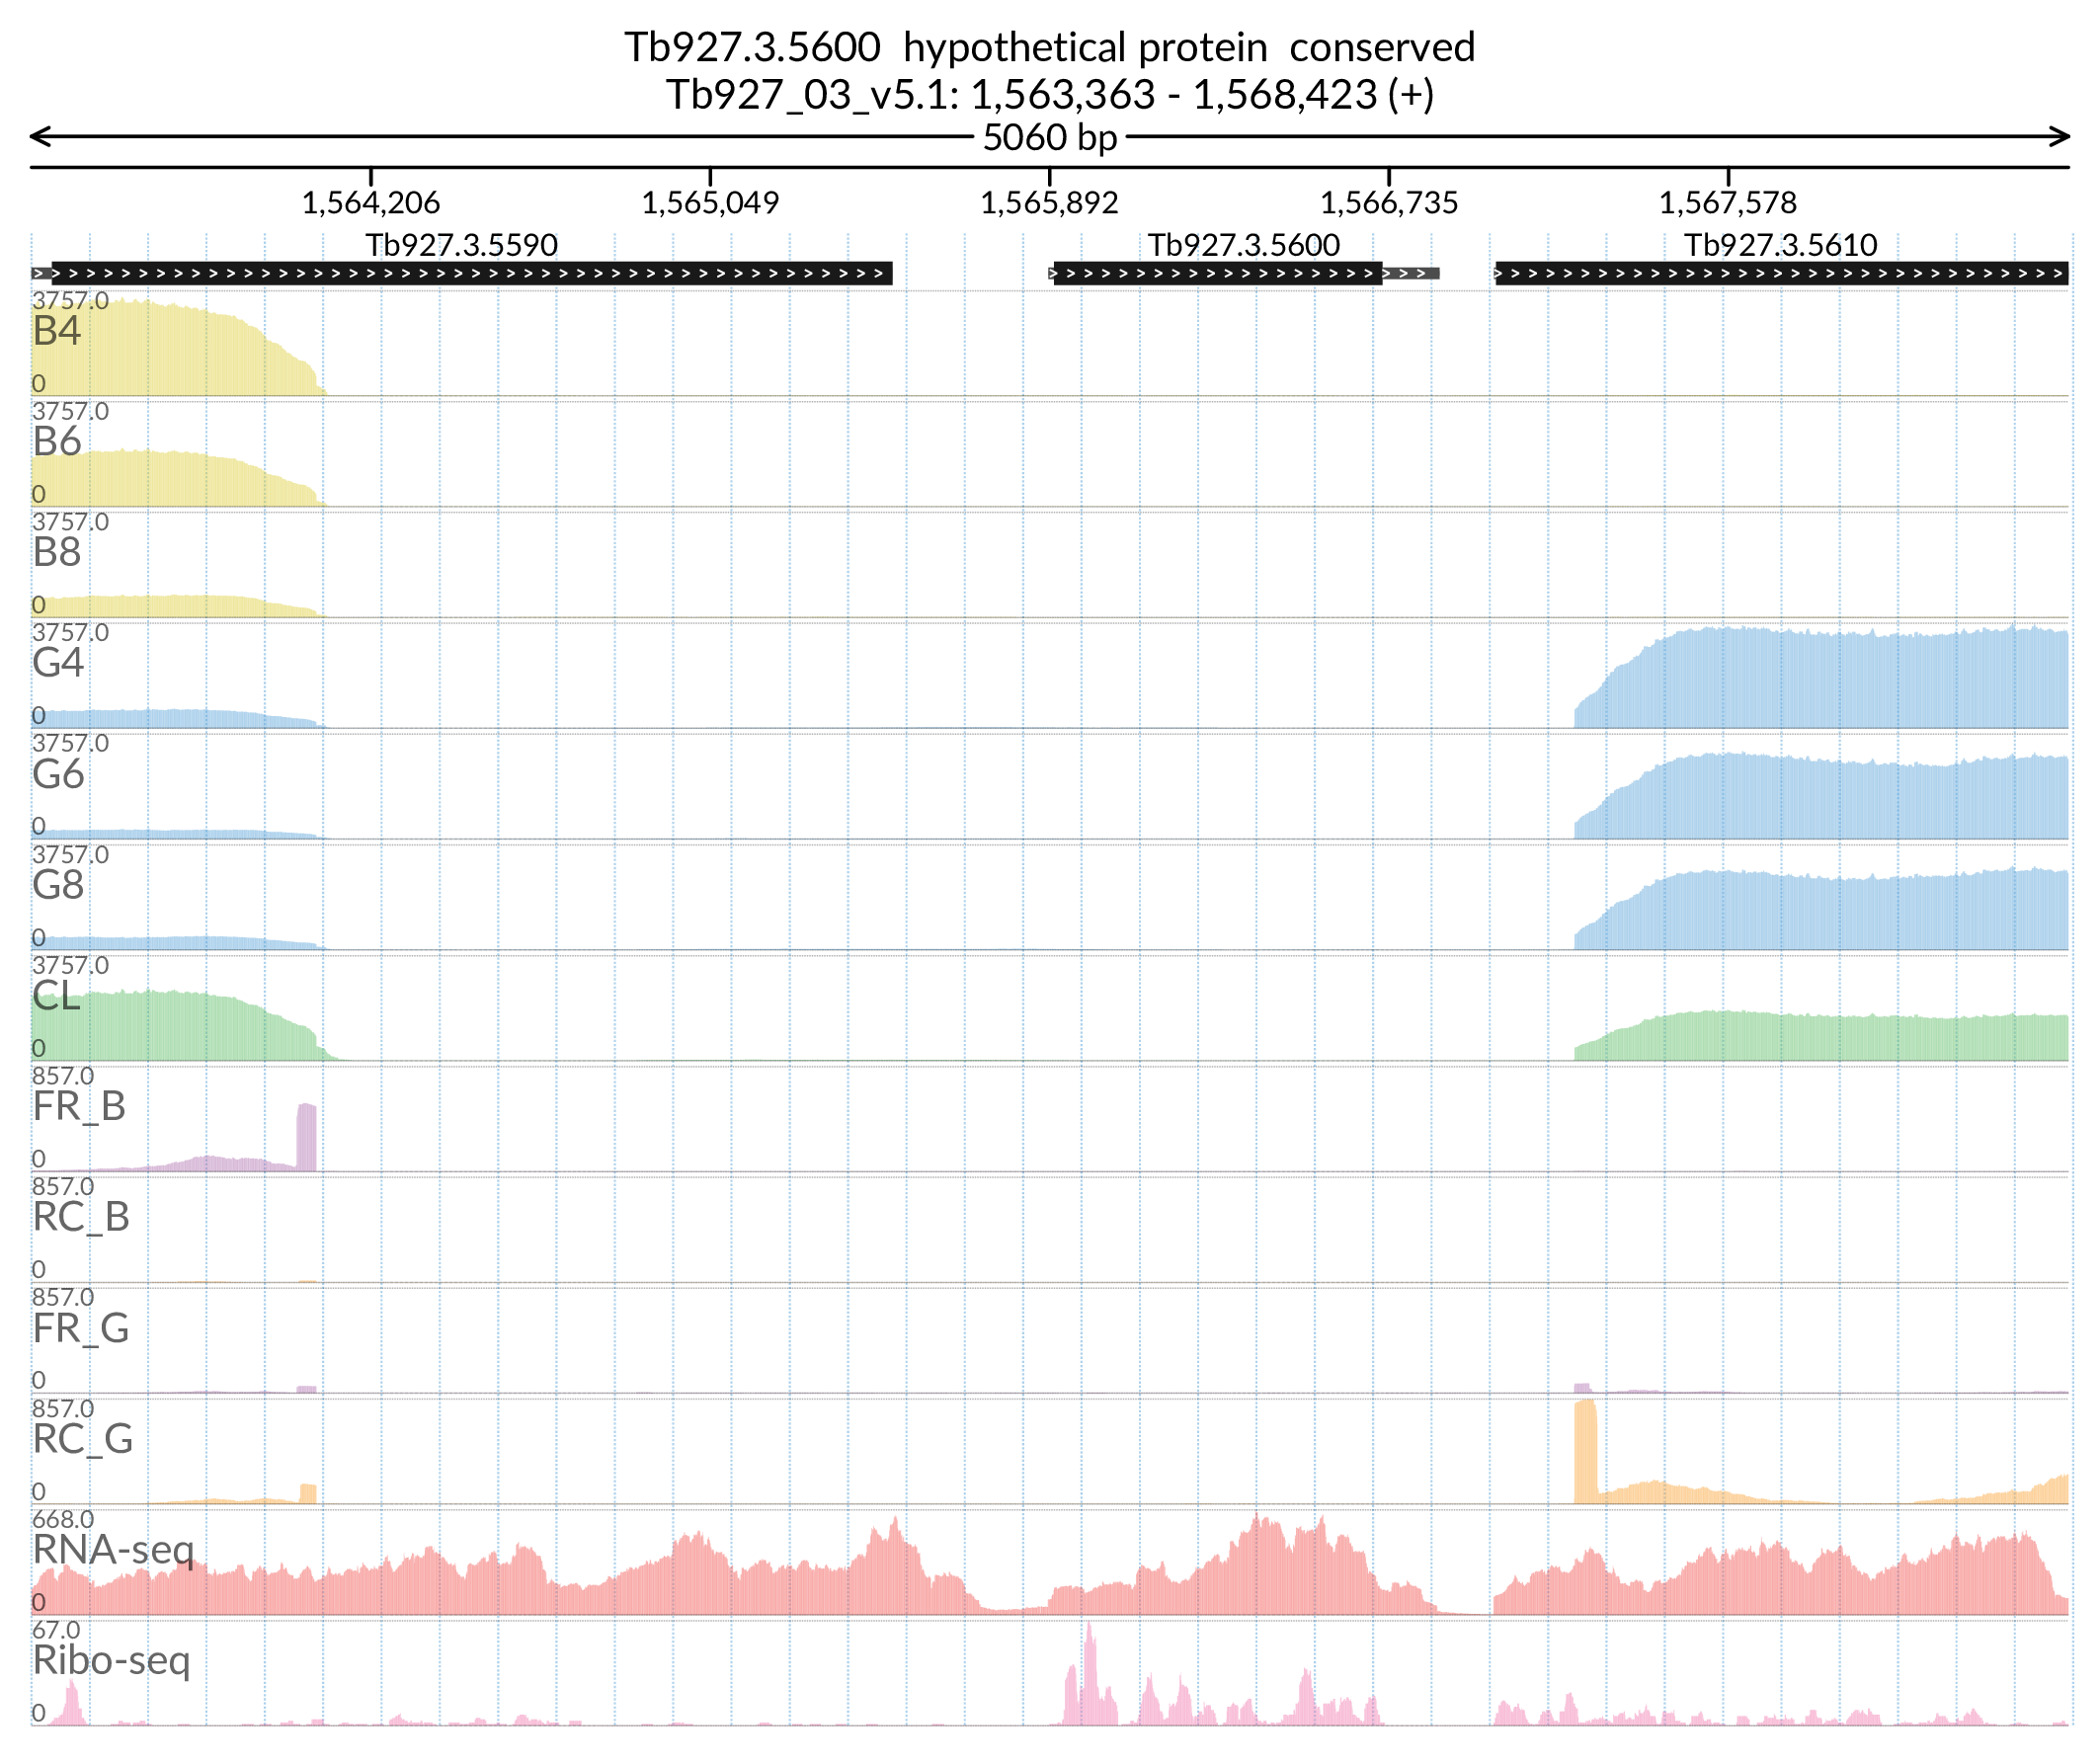 Tb927.3.5600 hypothetical protein conserved
Tb927_03_v5.1: 1,563,363 - 1,568,423 (+)
5060 bp
1,564,206 1,565,049 1,565,892 1,566,735 1,567,578
Tb927.3.5590 Tb927.3.5600 Tb927.3.5610
3757.0
B4
0
3757.0
B6
0
3757.0
B8
0
3757.0
G4
0
3757.0
G6
0
3757.0
G8
0
3757.0
CL
0
857.0
FR_B
0
857.0
RC_B
0
857.0
FR_G
0
857.0
RC_G
0
668.0
RNA-seq
0
67.0
Ribo-seq
0